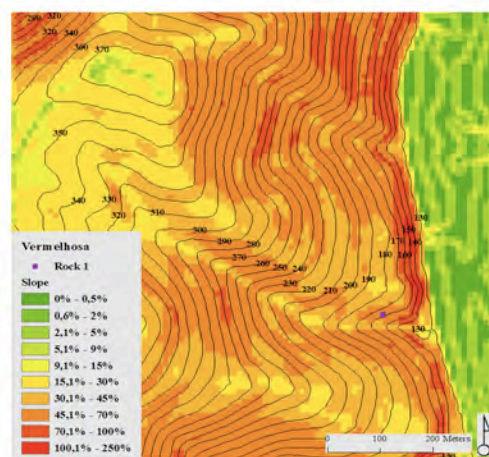 290 310
320 340
360 370
350
340
330
320
310
300
290
280
270
260
250
240
230
220
210
200
190
180
170
160
150
140
130
130
Vermelhosa
Rock 1
Slope
0% - 0,5%
0,6% - 2%
2,1% - 5%
5,1% - 9%
9,1% - 15%
15,1% - 30%
30,1% - 45%
45,1% - 70%
70,1% - 100%
100,1% - 250%
0 100 200 Meters